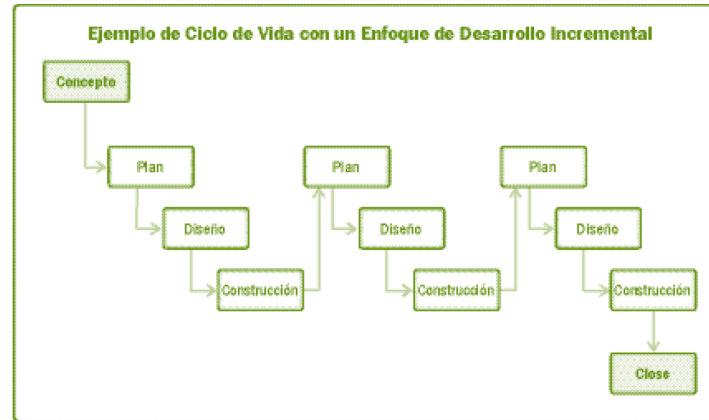 Ejemplo de Ciclo de Vida con un Enfoque de Desarrollo Incremental
Concepto
Plan
Plan
Plan
Diseño
Diseño
Diseño
Construcción
Construcción
Construcción
Close